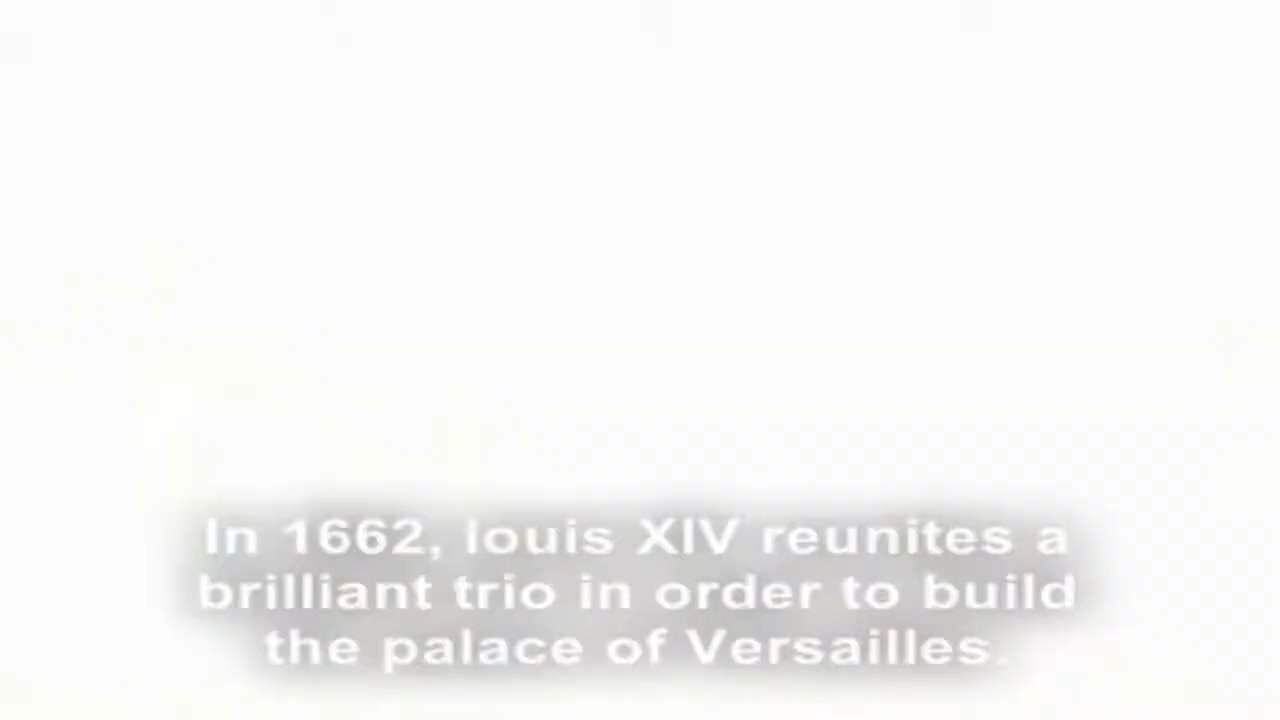 In 1662, louis XIV reunites a
brilliant trio in order to build
the palace of Versailles.